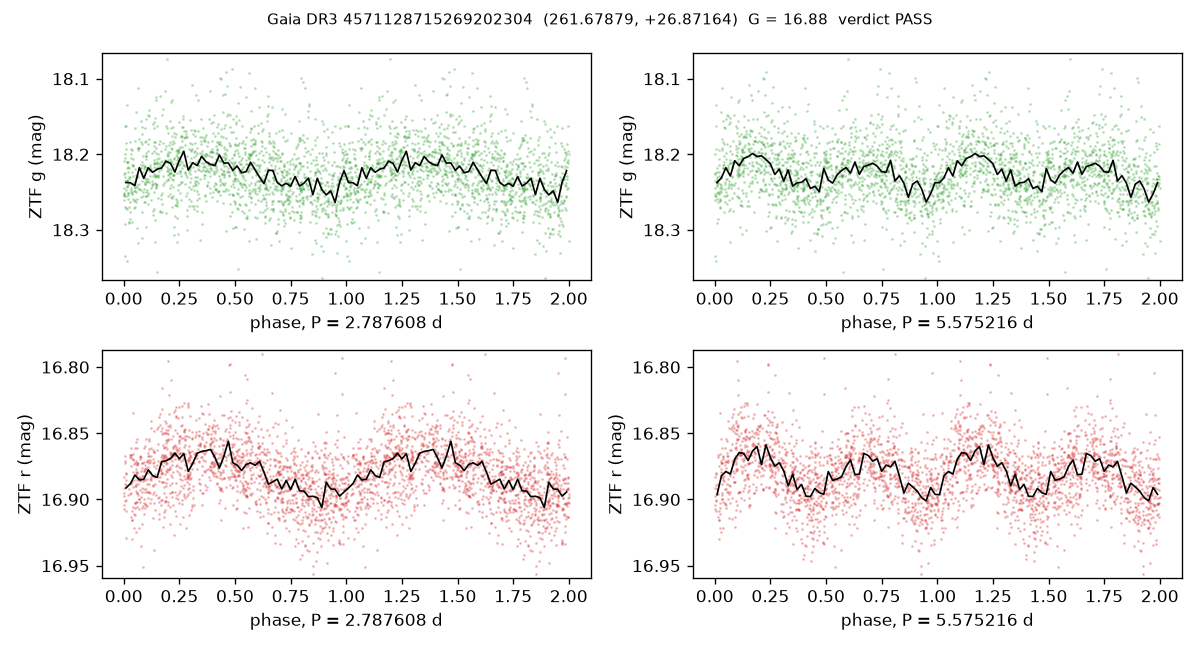 Gaia DR3 4571128715269202304 (261.67879, +26.87164) G = 16.88 verdict PASS
ZTF g (mag)
18.1
18.2
18.3
0.00 0.25 0.50 0.75 1.00 1.25 1.50 1.75 2.00
phase, P = 2.787608 d
ZTF g (mag)
18.1
18.2
18.3
0.00 0.25 0.50 0.75 1.00 1.25 1.50 1.75 2.00
phase, P = 5.575216 d
ZTF r (mag)
16.80
16.85
16.90
16.95
0.00 0.25 0.50 0.75 1.00 1.25 1.50 1.75 2.00
phase, P = 2.787608 d
ZTF r (mag)
16.80
16.85
16.90
16.95
0.00 0.25 0.50 0.75 1.00 1.25 1.50 1.75 2.00
phase, P = 5.575216 d